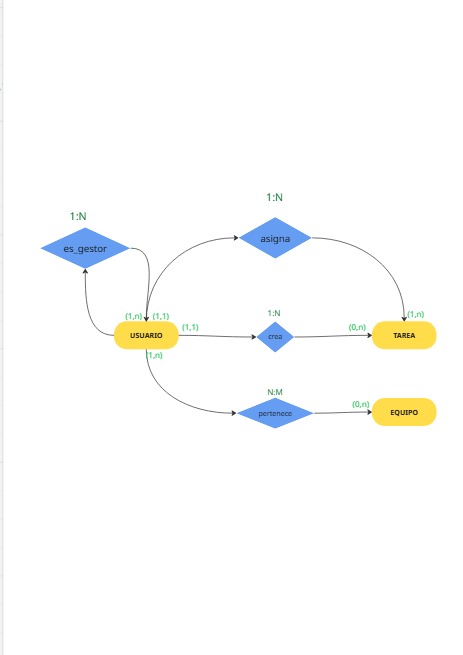 1:N
1:N
es_gestor
asigna
(1,n)
(1,1)
(1,n)
1:N
(1,1)
(0,n)
USUARIO
crea
TAREA
(1,n)
N:M
(0,n)
pertenece
EQUIPO